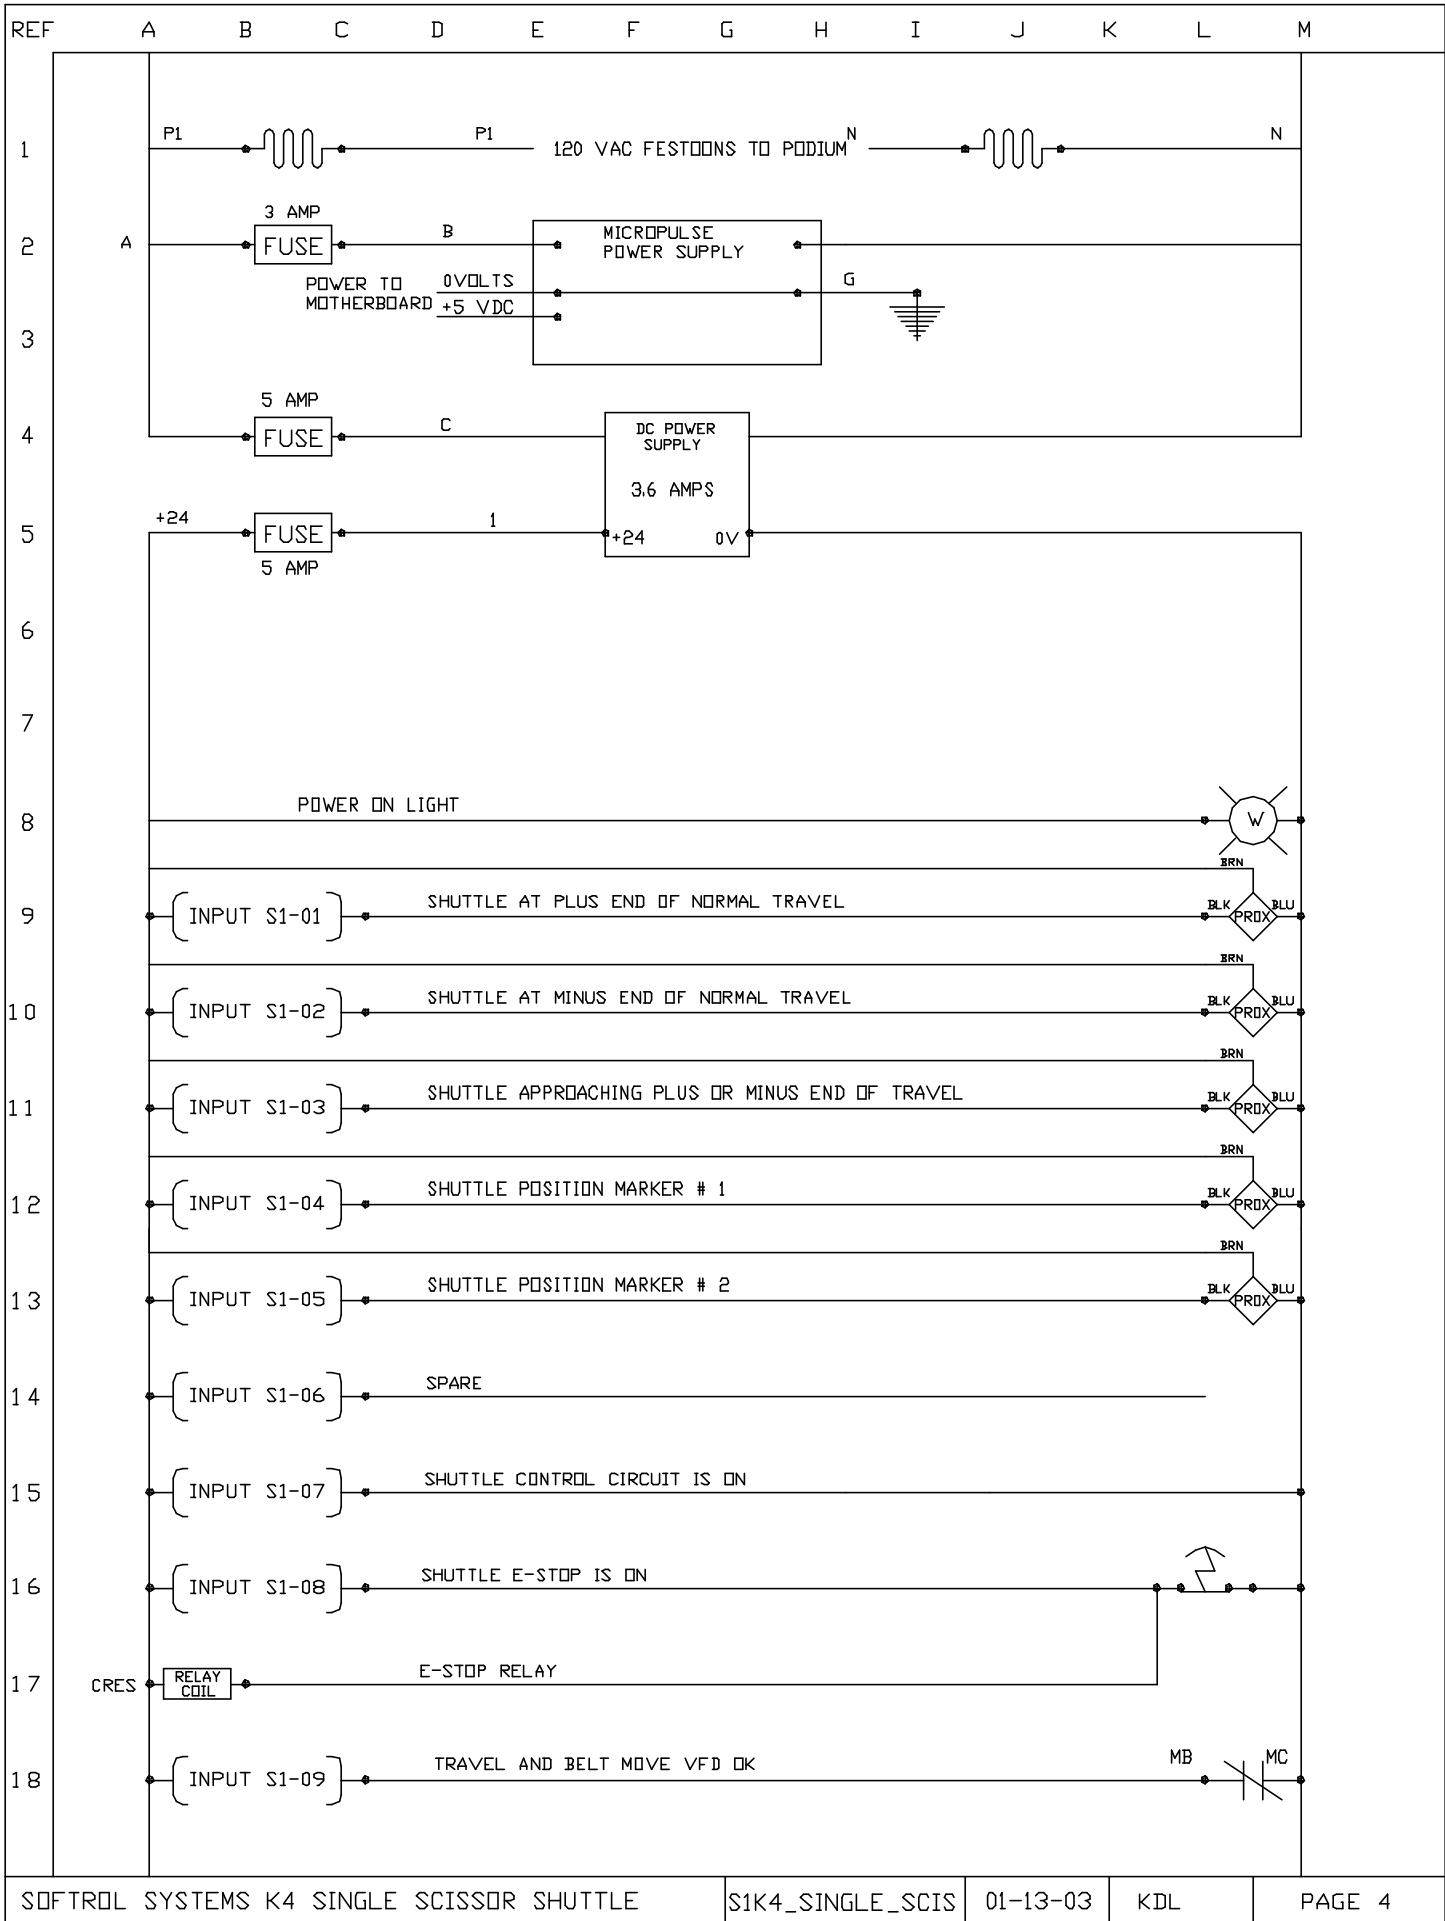 REF A B C D E F G H I J K L M
1 P1 P1 120 VAC FESTOONS TO PODIUM N N
3 AMP
2 A FUSE B MICROPULSE
POWER SUPPLY
POWER TO 0VOLTS G
MOTHERBOARD +5 VDC
3
5 AMP
4 FUSE C DC POWER
SUPPLY
3.6 AMPS
5 +24 FUSE 1 +24 0V
5 AMP
6
7
POWER ON LIGHT
8 W
BRN
SHUTTLE AT PLUS END OF NORMAL TRAVEL
9 INPUT S1-01 BLK PROX BLU
BRN
SHUTTLE AT MINUS END OF NORMAL TRAVEL
10 INPUT S1-02 BLK PROX BLU
BRN
SHUTTLE APPROACHING PLUS OR MINUS END OF TRAVEL
11 INPUT S1-03 BLK PROX BLU
BRN
SHUTTLE POSITION MARKER # 1
12 INPUT S1-04 BLK PROX BLU
BRN
SHUTTLE POSITION MARKER # 2
13 INPUT S1-05 BLK PROX BLU
SPARE
14 INPUT S1-06
SHUTTLE CONTROL CIRCUIT IS ON
15 INPUT S1-07
SHUTTLE E-STOP IS ON
16 INPUT S1-08
E-STOP RELAY
17 CRES RELAY
COIL
TRAVEL AND BELT MOVE VFD OK MB MC
18 INPUT S1-09
SOFTROL SYSTEMS K4 SINGLE SCISSOR SHUTTLE S1K4_SINGLE_SCIS 01-13-03 KDL PAGE 4